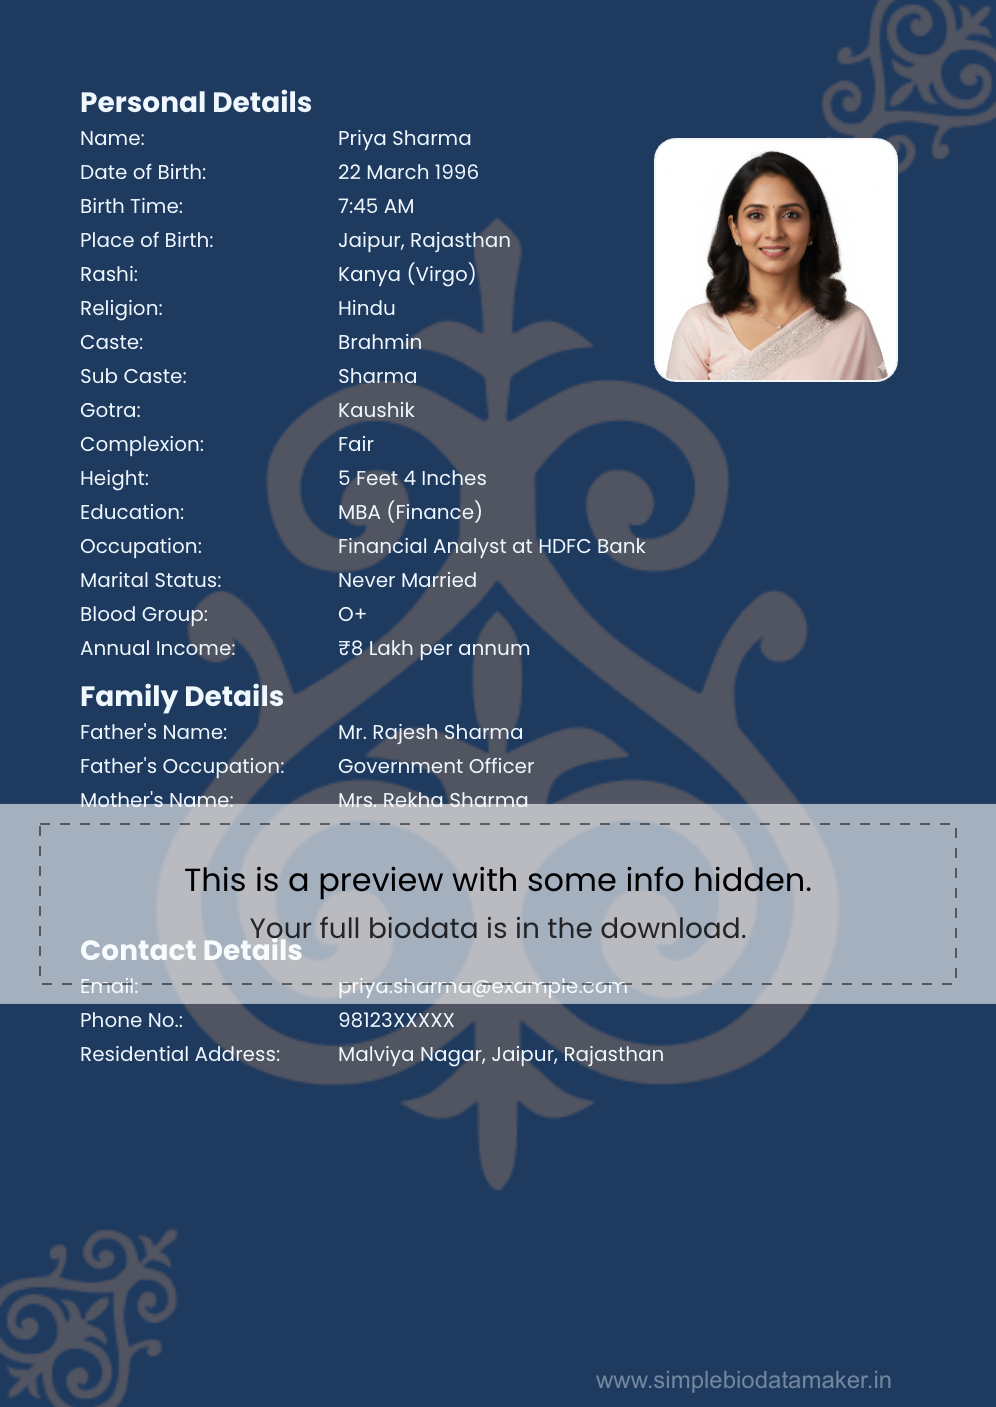 Personal Details
Name: Priya Sharma
Date of Birth: 22 March 1996
Birth Time: 7:45 AM
Place of Birth: Jaipur, Rajasthan
Rashi: Kanya (Virgo)
Religion: Hindu
Caste: Brahmin
Sub Caste: Sharma
Gotra: Kaushik
Complexion: Fair
Height: 5 Feet 4 Inches
Education: MBA (Finance)
Occupation: Financial Analyst at HDFC Bank
Marital Status: Never Married
Blood Group: O+
Annual Income: ₹8 Lakh per annum
Family Details
Father's Name: Mr. Rajesh Sharma
Father's Occupation: Government Officer
Mother's Name: Mrs. Rekha Sharma
This is a preview with some info hidden.
Your full biodata is in the download.
Contact Details
Email: priya.sharma@example.com
Phone No.: 98123XXXXX
Residential Address: Malviya Nagar, Jaipur, Rajasthan
www.simplebiodatamaker.in